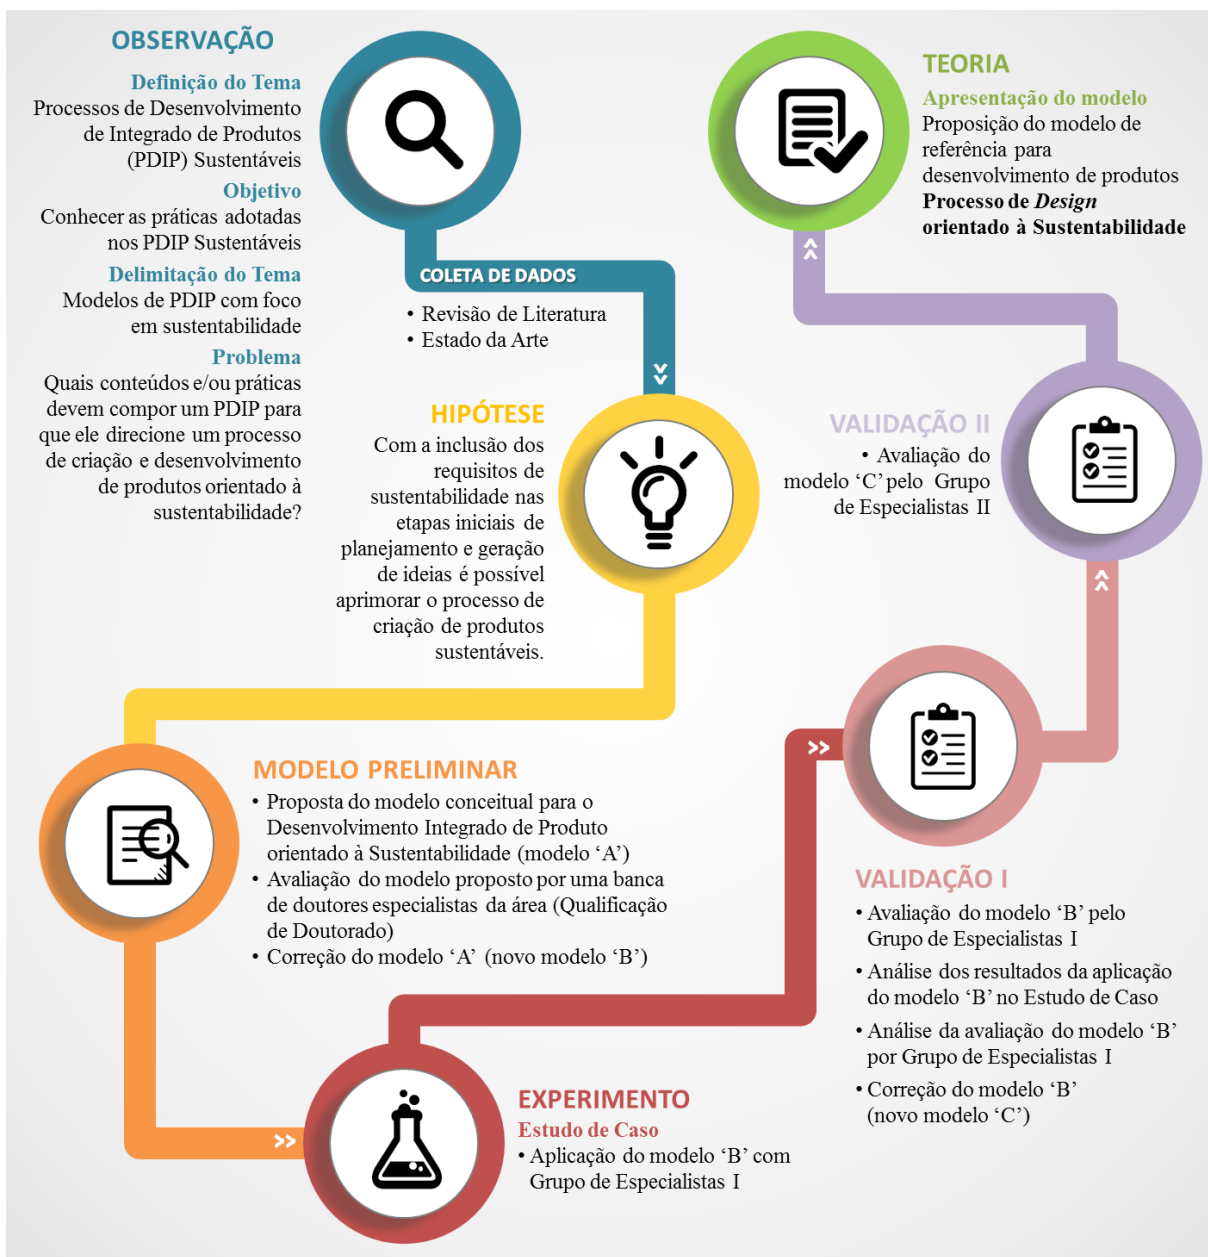 OBSERVAÇÃO
Definição do Tema
Processos de Desenvolvimento
de Integrado de Produtos
(PDIP) Sustentáveis
Objetivo
Conhecer as práticas adotadas
nos PDIP Sustentáveis
Delimitação do Tema
Modelos de PDIP com foco
em sustentabilidade
Problema
Quais conteúdos e/ou práticas
devem compor um PDIP para
que ele direcione um processo
de criação e desenvolvimento
de produtos orientado à
sustentabilidade?
COLETA DE DADOS
• Revisão de Literatura
• Estado da Arte
HIPÓTESE
Com a inclusão dos
requisitos de
sustentabilidade nas
etapas iniciais de
planejamento e geração
de ideias é possível
aprimorar o processo de
criação de produtos
sustentáveis.
MODELO PRELIMINAR
• Proposta do modelo conceitual para o
Desenvolvimento Integrado de Produto
orientado à Sustentabilidade (modelo ‘A’)
• Avaliação do modelo proposto por uma banca
de doutores especialistas da área (Qualificação
de Doutorado)
• Correção do modelo ‘A’ (novo modelo ‘B’)
EXPERIMENTO
Estudo de Caso
• Aplicação do modelo ‘B’ com
Grupo de Especialistas I
VALIDAÇÃO I
• Avaliação do modelo ‘B’ pelo
Grupo de Especialistas I
• Análise dos resultados da aplicação
do modelo ‘B’ no Estudo de Caso
• Análise da avaliação do modelo ‘B’
por Grupo de Especialistas I
• Correção do modelo ‘B’
(novo modelo ‘C’)
VALIDAÇÃO II
• Avaliação do
modelo ‘C’ pelo Grupo
de Especialistas II
TEORIA
Apresentação do modelo
Proposição do modelo de
referência para
desenvolvimento de produtos
Processo de Design
orientado à Sustentabilidade